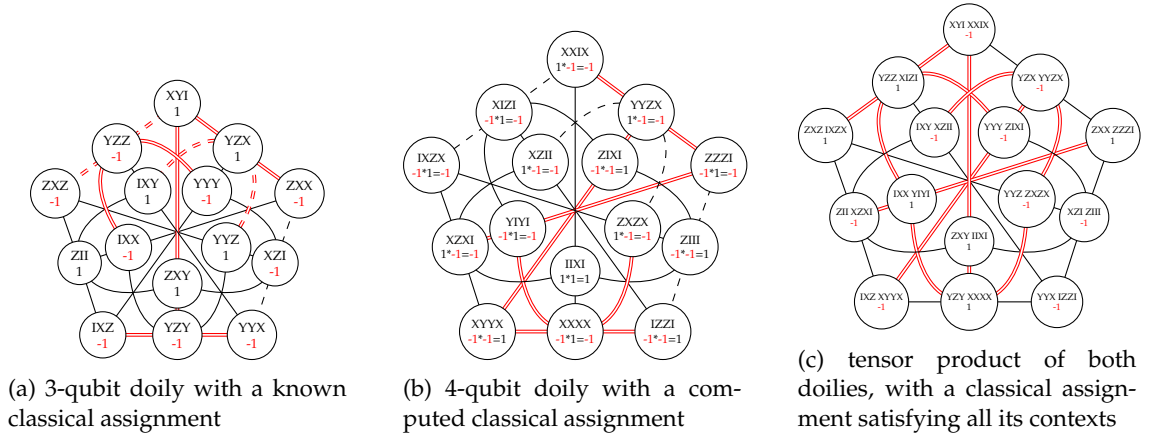 XYI
1
YZZ
-1
YZX
1
ZXZ
-1
IXY
1
YYY
-1
ZXX
-1
ZII
1
IXX
-1
YYZ
1
XZI
-1
ZXY
1
IXZ
-1
YZY
-1
YYX
-1
(a) 3-qubit doily with a known
classical assignment
XXIX
1*-1=-1
XIZI
-1*1=-1
YYZX
1*-1=-1
IXZX
-1*1=-1
XZII
1*-1=-1
ZIXI
-1*-1=1
ZZZI
-1*1=-1
YIYI
-1*1=-1
ZXZX
1*-1=-1
XZXI
1*-1=-1
ZIII
-1*-1=1
IIXI
1*1=1
XYYX
-1*-1=1
XXXX
-1*1=-1
IZZI
-1*-1=1
(b) 4-qubit doily with a com-
puted classical assignment
XYI XXIX
-1
YZZ XIZI
1
YZX YYZX
-1
ZXZ IXZX
1
IXY XZII
-1
YYY ZIXI
-1
ZXX ZZZI
1
IXX YIYI
1
YYZ ZXZX
-1
ZII XZXI
-1
XZI ZIII
-1
ZXY IIXI
1
IXZ XYYX
-1
YZY XXXX
1
YYX IZZI
-1
(c) tensor product of both
doilies, with a classical assign-
ment satisfying all its contexts